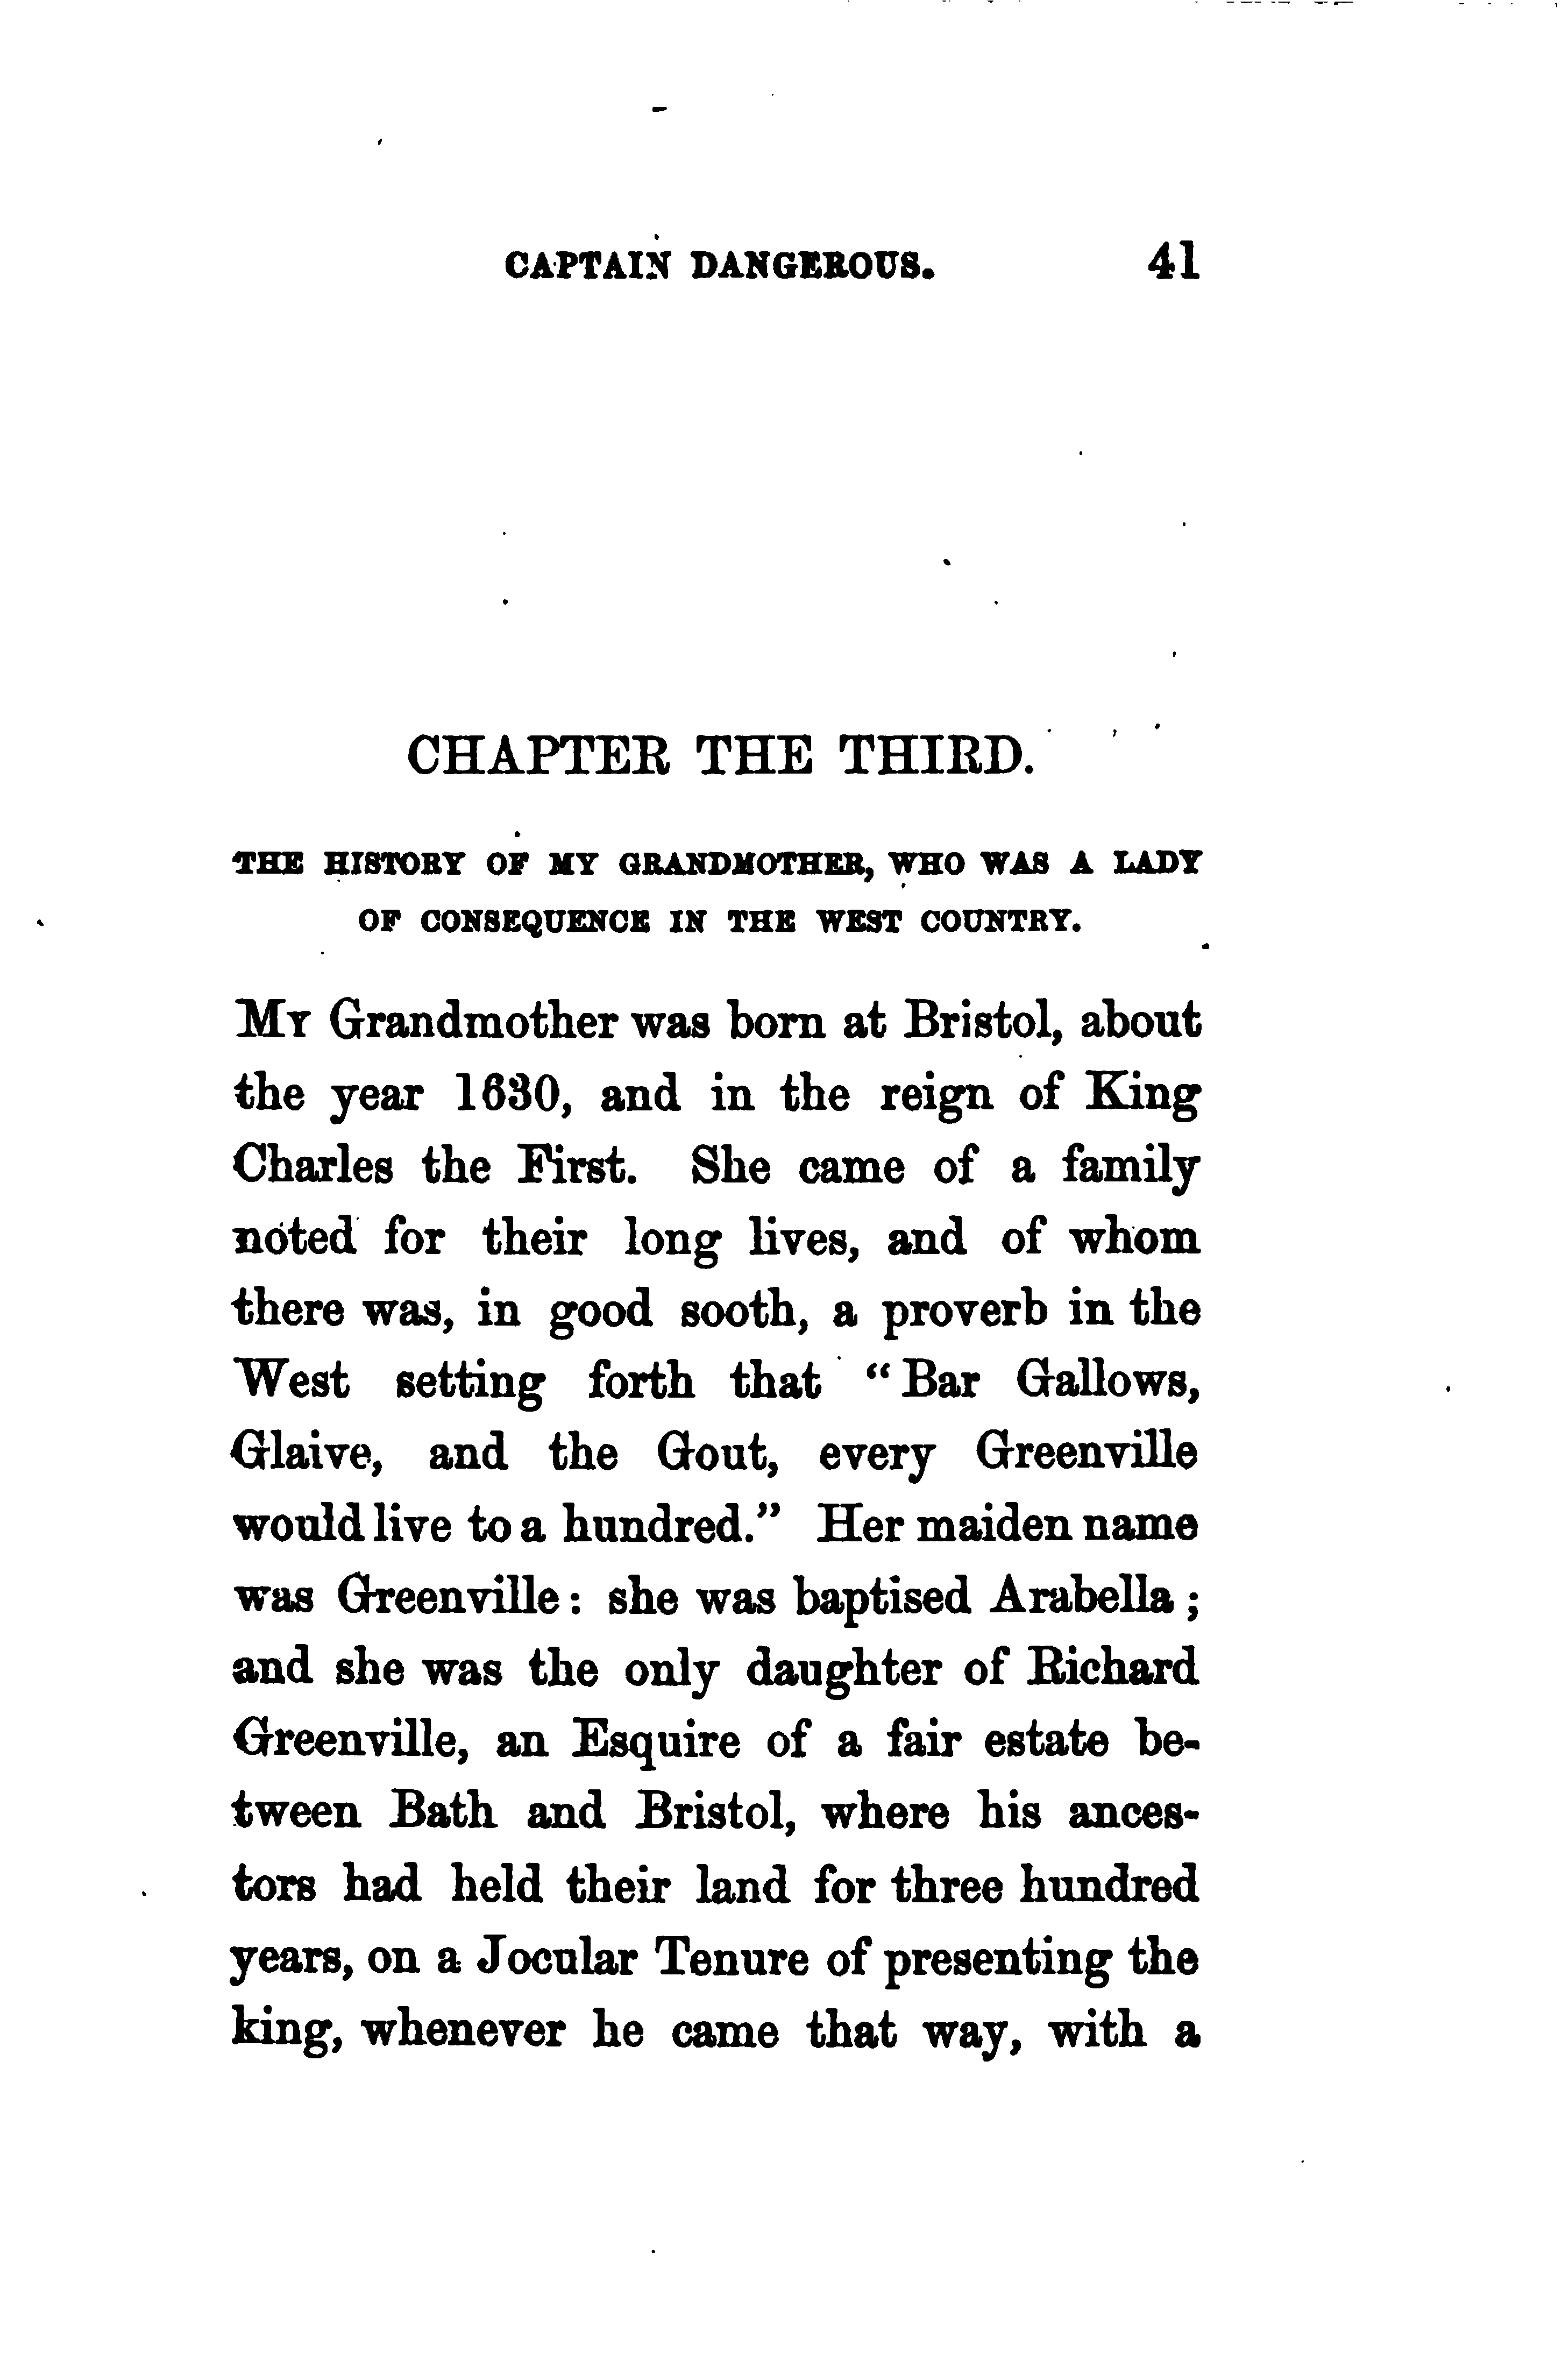 CAPTAIN DANGEROUS. 41
CHAPTER THE THIRD.
THE HISTORY OF MY GRANDMOTHER, WHO WAS A LADY
OF CONSEQUENCE IN THE WEST COUNTRY.
MY Grandmother was born at Bristol, about
the year 1630, and in the reign of King
Charles the First. She came of a family
noted for their long lives, and of whom
there was, in good sooth, a proverb in the
West setting forth that “Bar Gallows,
Glaive, and the Gout, every Greenville
would live to a hundred.” Her maiden name
was Greenville: she was baptised Arabella;
and she was the only daughter of Richard
Greenville, an Esquire of a fair estate be-
tween Bath and Bristol, where his ances-
tors had held their land for three hundred
years, on a Jocular Tenure of presenting the
king, whenever he came that way, with a